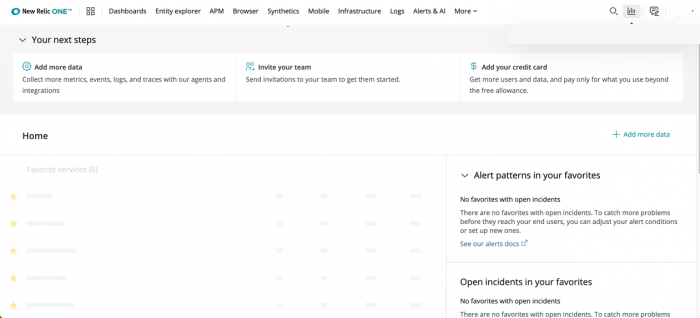 New Relic ONE™ Dashboards Entity explorer APM Browser Synthetics Mobile Infrastructure Logs Alerts & AI More
Your next steps
Add more data
Collect more metrics, events, logs, and traces with our agents and
integrations
Invite your team
Send invitations to your team to get them started.
Add your credit card
Get more users and data, and pay only for what you use beyond
the free allowance.
Home
Add more data
Favorite services (6)
Alert patterns in your favorites
No favorites with open incidents
There are no favorites with open incidents. To catch more problems
before they reach your end users, you can adjust your alert conditions
or set up new ones.
See our alerts docs
Open incidents in your favorites
No favorites with open incidents
There are no favorites with open incidents. To catch more problems